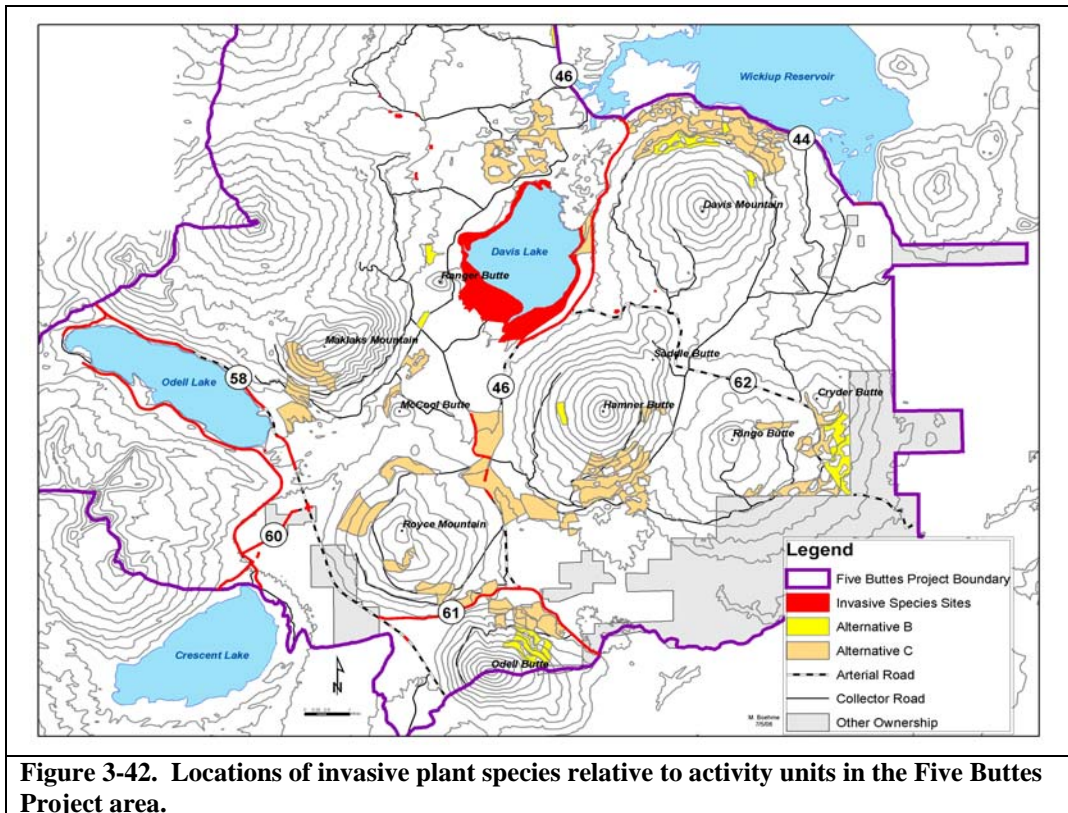 46
Wickiup Reservoir
44
Davis Mountain
Davis Lake
Ranger Butte
Maklaks Mountain
Odell Lake
58
46
Saddle Butte
62
McCool Butte
Hamner Butte
Cryder Butte
Ringo Butte
Royce Mountain
60
61
Odell Butte
Crescent Lake
N
Legend
Five Buttes Project Boundary
Invasive Species Sites
Alternative B
Alternative C
Arterial Road
Collector Road
Other Ownership
M. Boehme
Figure 3-42. Locations of invasive plant species relative to activity units in the Five Buttes
Project area.